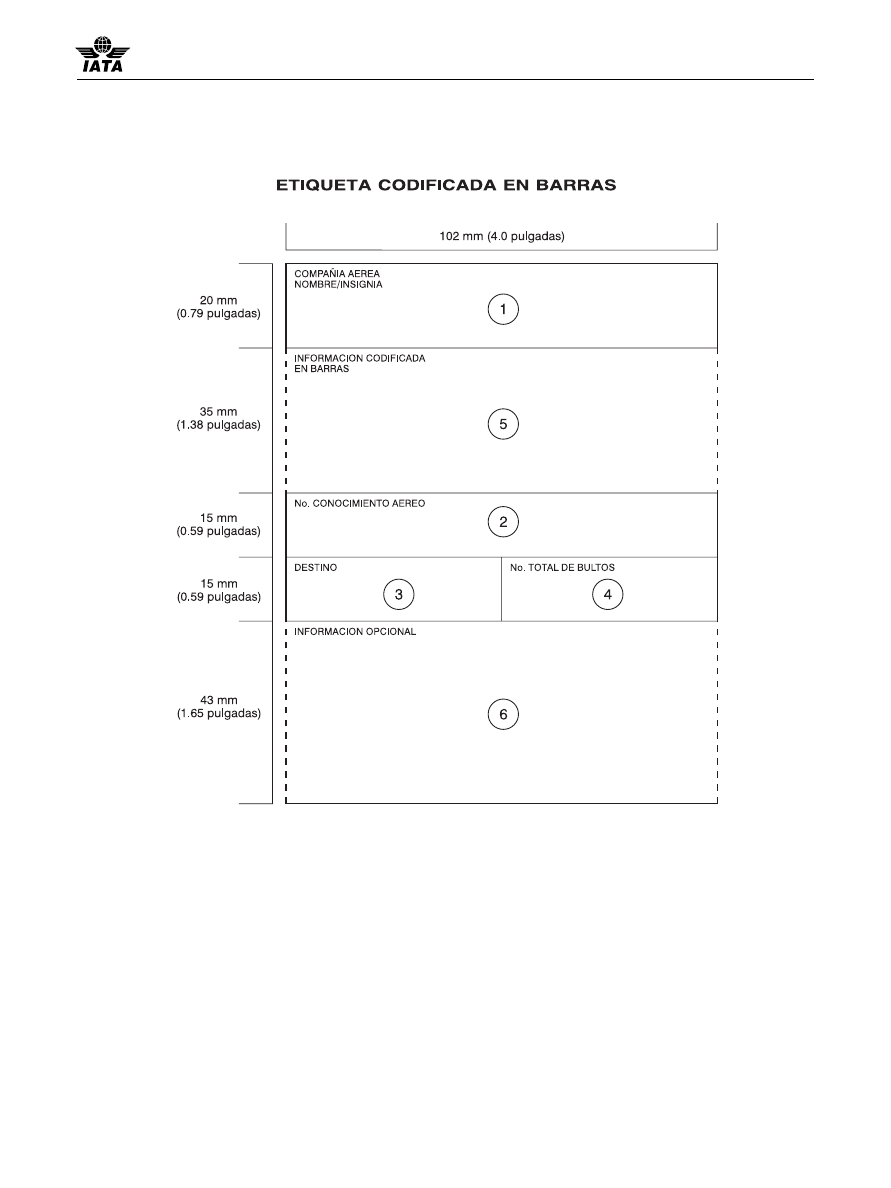 IATA
ETIQUETA CODIFICADA EN BARRAS
102 mm (4.0 pulgadas)
COMPAÑIA AEREA
NOMBRE/INSIGNIA
20 mm
(0.79 pulgadas)
1
INFORMACION CODIFICADA
EN BARRAS
35 mm
(1.38 pulgadas)
5
No. CONOCIMIENTO AEREO
15 mm
(0.59 pulgadas)
2
DESTINO
No. TOTAL DE BULTOS
15 mm
(0.59 pulgadas)
3
4
INFORMACION OPCIONAL
43 mm
(1.65 pulgadas)
6